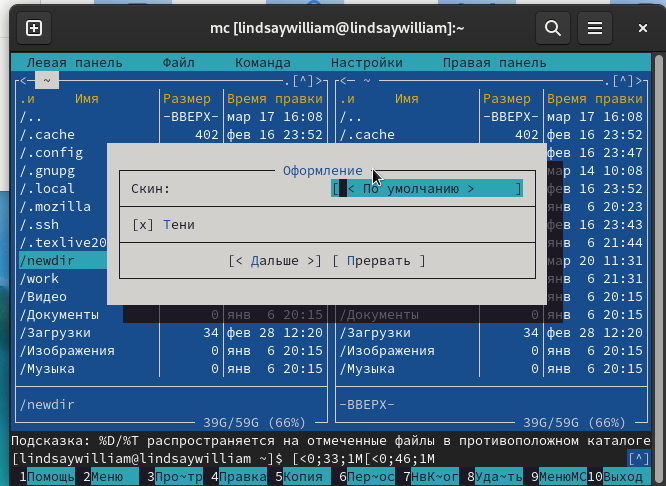 mc [lindsaywilliam@lindsaywilliam]:~
Левая панель Файл Команда Настройки Правая панель
<— ~ .[^]> <— ~ .[^]>
.и Имя Размер Время правки .и Имя Размер Время правки
/.. -ВВЕРХ- мар 17 16:08 /.. -ВВЕРХ- мар 17 16:08
/.cache 402 фев 16 23:52 /.cache 402 фев 16 23:52
/.config фев 16 23:47
/.gnupg мар 14 10:08
/.local фев 16 23:52
/.mozilla янв 6 20:23
/.ssh фев 16 23:43
/.texlive20 янв 6 21:44
/newdir мар 20 11:31
/work янв 6 21:31
/Видео янв 6 20:15
/Документы 0 янв 6 20:15 /Документы 0 янв 6 20:15
/Загрузки 34 фев 28 12:20 /Загрузки 34 фев 28 12:20
/Изображения 0 янв 6 20:15 /Изображения 0 янв 6 20:15
/Музыка 0 янв 6 20:15 /Музыка 0 янв 6 20:15
Оформление
Скин: [ < По умолчанию > ]
[x] Тени
[< Дальше >] [ Прервать ]
/newdir -ВВЕРХ-
39G/59G (66%) 39G/59G (66%)
Подсказка: %D/%T распространяется на отмеченные файлы в противоположном каталоге
[lindsaywilliam@lindsaywilliam ~]$ [<0;33;1M[<0;46;1M [^]
1Помощь 2Меню 3Про~тр 4Правка 5Копия 6Пер~ос 7НвК~ог 8Уда~ть 9МенюMC 10Выход